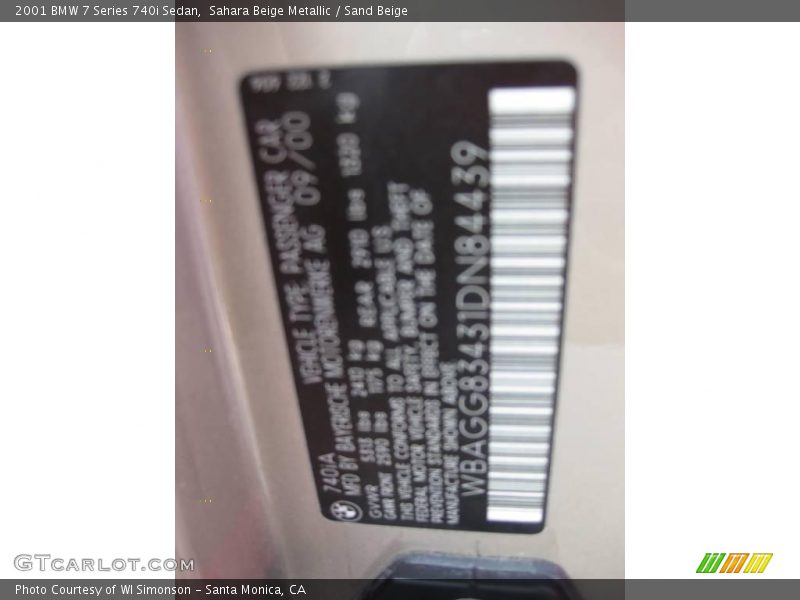 2001 BMW 7 Series 740i Sedan,  Sahara Beige Metallic / Sand Beige
740iA VEHICLE TYPE PASSENGER CAR
MFD BY BAYERISCHE MOTORENWERKE AG 09/00
GVWR 5313 lbs 2410 kg
GAWR FRONT 2590 lbs 1175 kg REAR 2910 lbs 1320 kg
THE VEHICLE CONFORMS TO ALL APPLICABLE U.S.
FEDERAL MOTOR VEHICLE SAFETY, BUMPER AND THEFT
PREVENTION STANDARDS IN EFFECT ON THE DATE OF
MANUFACTURE SHOWN ABOVE.
WBAGG83431DN84439
GTcarlot.com
Photo Courtesy of WI Simonson – Santa Monica, CA